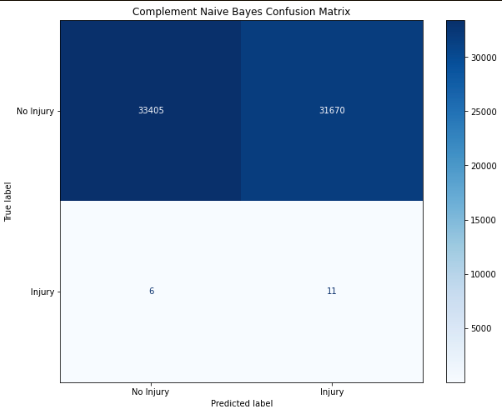 Complement Naive Bayes Confusion Matrix
No Injury
33405
31670
Injury
6
11
True label
No Injury
Injury
Predicted label
30000
25000
20000
15000
10000
5000